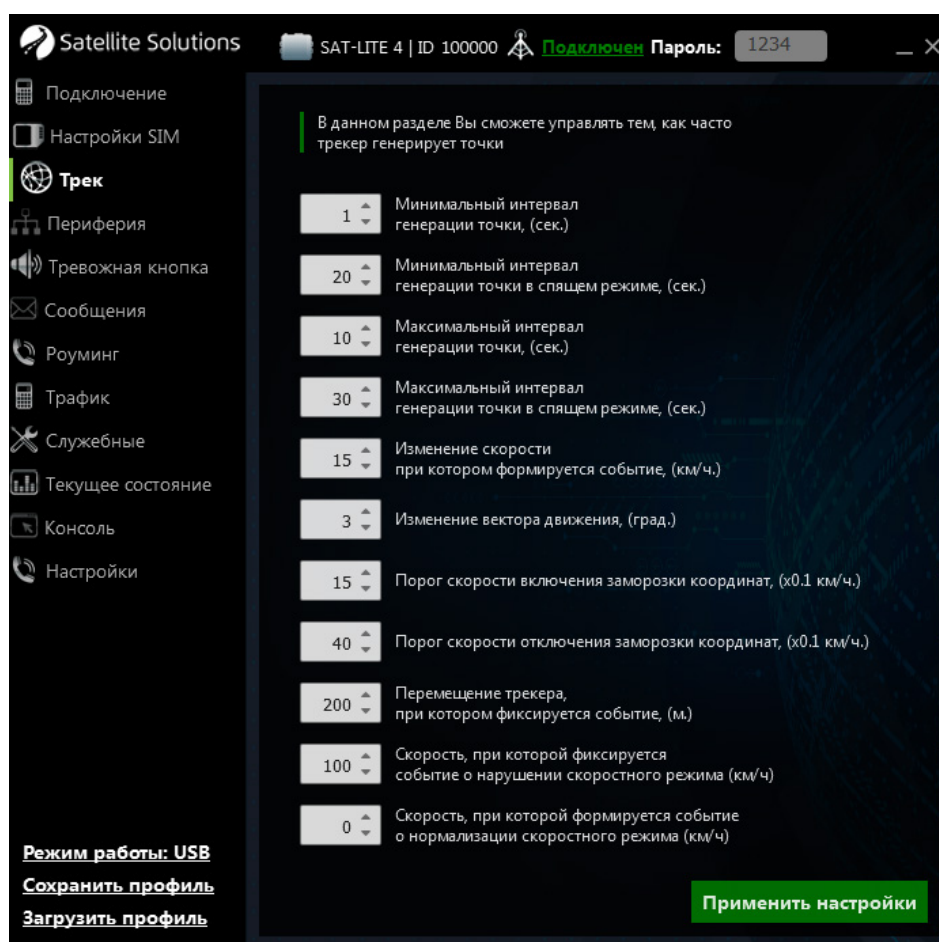 Satellite Solutions
SAT-LITE 4 | ID 100000 Подключен Пароль: 1234
Подключение
Настройки SIM
Трек
Периферия
Тревожная кнопка
Сообщения
Роуминг
Трафик
Служебные
Текущее состояние
Консоль
Настройки
Режим работы: USB
Сохранить профиль
Загрузить профиль
В данном разделе Вы сможете управлять тем, как часто
трекер генерирует точки
1 Минимальный интервал
генерации точки, (сек.)
20 Минимальный интервал
генерации точки в спящем режиме, (сек.)
10 Максимальный интервал
генерации точки, (сек.)
30 Максимальный интервал
генерации точки в спящем режиме, (сек.)
15 Изменение скорости
при котором формируется событие, (км/ч.)
3 Изменение вектора движения, (град.)
15 Порог скорости включения заморозки координат, (х0.1 км/ч.)
40 Порог скорости отключения заморозки координат, (х0.1 км/ч.)
200 Перемещение трекера,
при котором фиксируется событие, (м.)
100 Скорость, при которой фиксируется
событие о нарушении скоростного режима (км/ч)
0 Скорость, при которой формируется событие
о нормализации скоростного режима (км/ч)
Применить настройки